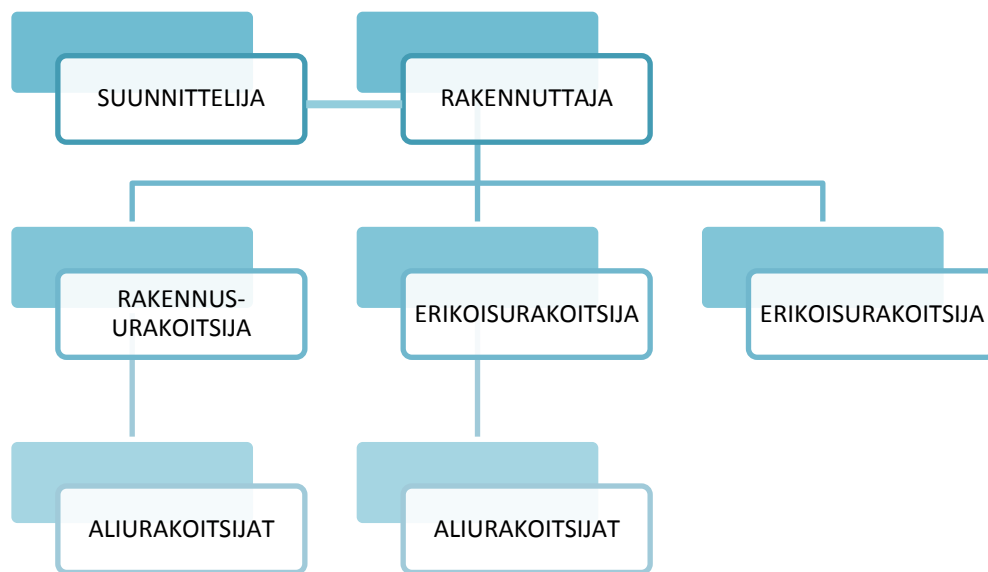 SUUNNITTELIJA
RAKENNUTTAJA
RAKENNUS-
URAKOITSIJA
ERIKOISURAKOITSIJA
ERIKOISURAKOITSIJA
ALIURAKOITSIJAT
ALIURAKOITSIJAT